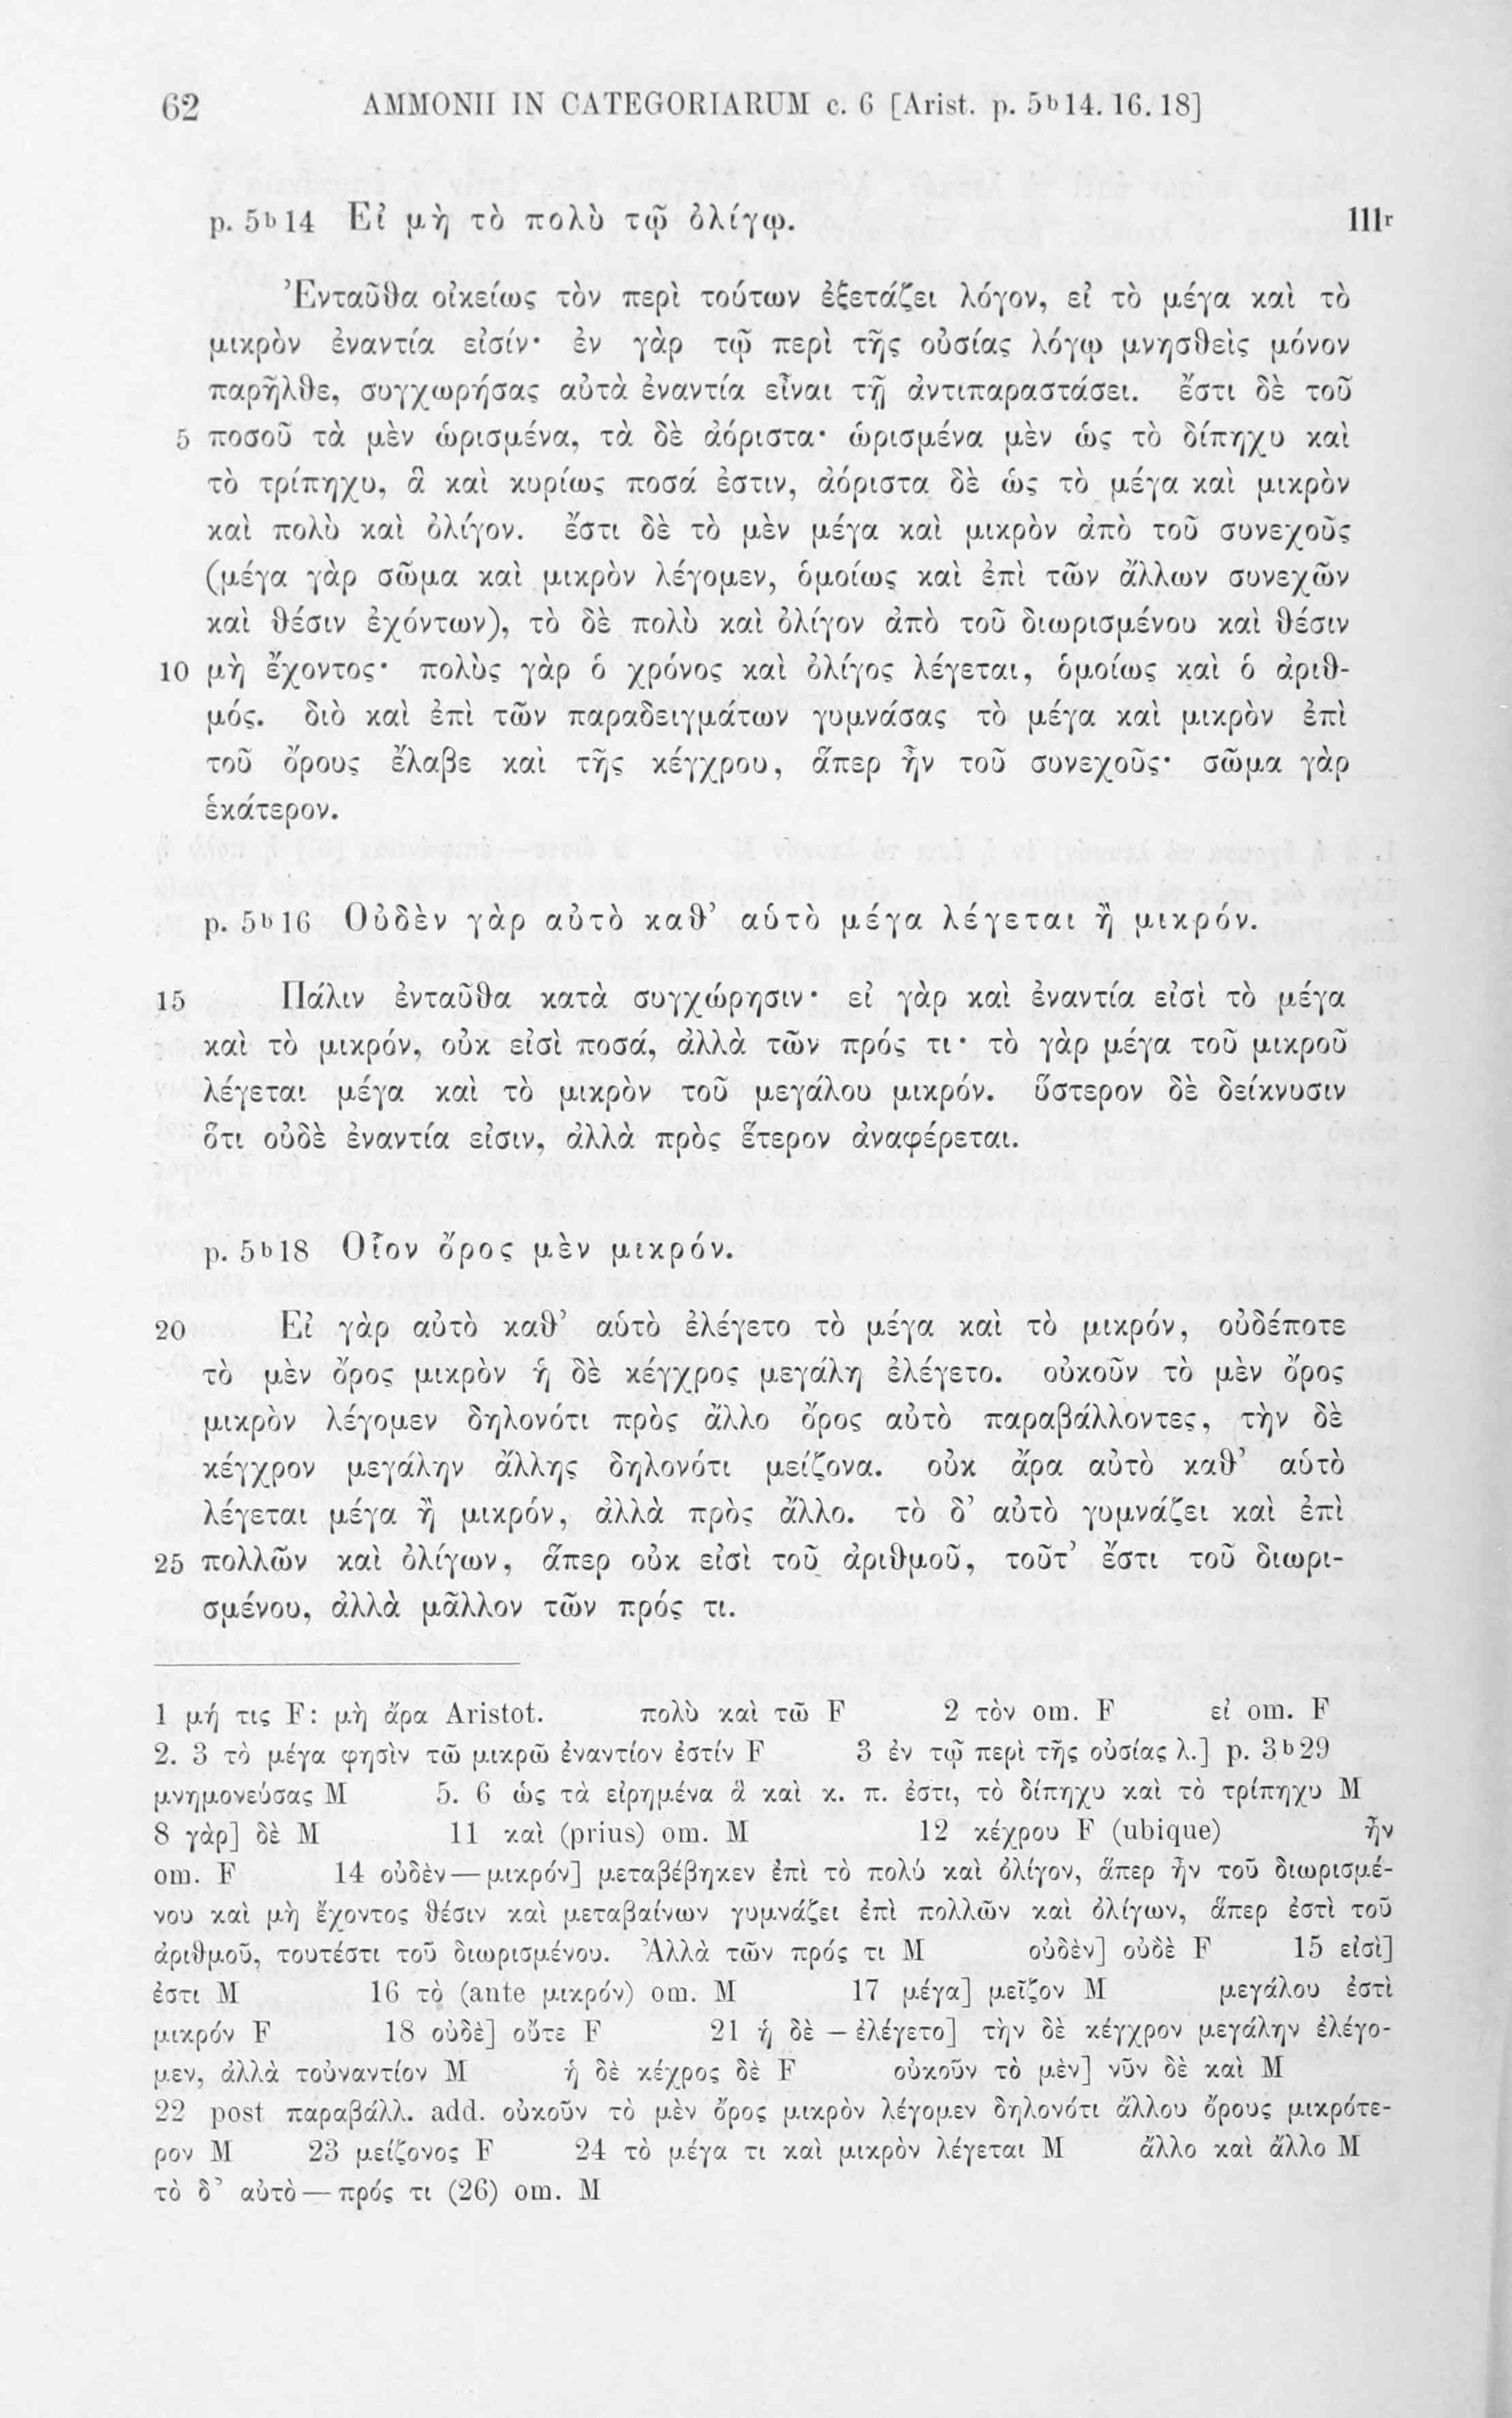 62 AMMONII IN CATEGORIARUM c. 6 [Arist. p. 5b14. 16. 18]
p. 5b14 Εἰ μὴ τὸ πολὺ τῷ ὀλίγῳ. 111r
Ἐνταῦθα οἰκείως τὸν περὶ τούτων ἐξετάζει λόγον, εἰ τὸ μέγα καὶ τὸ
μικρὸν ἐναντία εἰσίν· ἐν γὰρ τῷ περὶ τῆς οὐσίας λόγῳ μνησθεὶς μόνον
παρῆλθε, συγχωρήσας αὐτὰ ἐναντία εἶναι τῇ ἀντιπαραστάσει. ἔστι δὲ τοῦ
5 ποσοῦ τὰ μὲν ὡρισμένα, τὰ δὲ ἀόριστα· ὡρισμένα μὲν ὡς τὸ δίπηχυ καὶ
τὸ τρίπηχυ, ἃ καὶ κυρίως ποσά ἐστιν, ἀόριστα δὲ ὡς τὸ μέγα καὶ μικρὸν
καὶ πολὺ καὶ ὀλίγον. ἔστι δὲ τὸ μὲν μέγα καὶ μικρὸν ἀπὸ τοῦ συνεχοῦς
(μέγα γὰρ σῶμα καὶ μικρὸν λέγομεν, ὁμοίως καὶ ἐπὶ τῶν ἄλλων συνεχῶν
καὶ θέσιν ἐχόντων), τὸ δὲ πολὺ καὶ ὀλίγον ἀπὸ τοῦ διωρισμένου καὶ θέσιν
10 μὴ ἔχοντος· πολὺς γὰρ ὁ χρόνος καὶ ὀλίγος λέγεται, ὁμοίως καὶ ὁ ἀριθ-
μός. διὸ καὶ ἐπὶ τῶν παραδειγμάτων γυμνάσας τὸ μέγα καὶ μικρὸν ἐπὶ
τοῦ ὄρους ἔλαβε καὶ τῆς κέγχρου, ἅπερ ἦν τοῦ συνεχοῦς· σῶμα γὰρ
ἑκάτερον.
p. 5b16 Οὐδὲν γὰρ αὐτὸ καθ’ αὑτὸ μέγα λέγεται ἢ μικρόν.
15 Πάλιν ἐνταῦθα κατὰ συγχώρησιν· εἰ γὰρ καὶ ἐναντία εἰσὶ τὸ μέγα
καὶ τὸ μικρόν, οὐκ εἰσὶ ποσά, ἀλλὰ τῶν πρός τι· τὸ γὰρ μέγα τοῦ μικροῦ
λέγεται μέγα καὶ τὸ μικρὸν τοῦ μεγάλου μικρόν. ὕστερον δὲ δείκνυσιν
ὅτι οὐδὲ ἐναντία εἰσιν, ἀλλὰ πρὸς ἕτερον ἀναφέρεται.
p. 5b18 Οἷον ὄρος μὲν μικρόν.
20 Εἰ γὰρ αὐτὸ καθ’ αὑτὸ ἐλέγετο τὸ μέγα καὶ τὸ μικρόν, οὐδέποτε
τὸ μὲν ὄρος μικρὸν ἡ δὲ κέγχρος μεγάλη ἐλέγετο. οὐκοῦν τὸ μὲν ὄρος
μικρὸν λέγομεν δηλονότι πρὸς ἄλλο ὄρος αὐτὸ παραβάλλοντες, τὴν δὲ
κέγχρον μεγάλην ἄλλης δηλονότι μείζονα. οὐκ ἄρα αὐτὸ καθ’ αὑτὸ
λέγεται μέγα ἢ μικρόν, ἀλλὰ πρὸς ἄλλο. τὸ δ’ αὐτὸ γυμνάζει καὶ ἐπὶ
25 πολλῶν καὶ ὀλίγων, ἅπερ οὐκ εἰσὶ τοῦ ἀριθμοῦ, τοῦτ’ ἔστι τοῦ διωρι-
σμένου, ἀλλὰ μᾶλλον τῶν πρός τι.
1 μή τις F: μὴ ἄρα Aristot. πολὺ καὶ τῶ F 2 τὸν om. F εἰ om. F
2. 3 τὸ μέγα φησὶν τῶ μικρῶ ἐναντίον ἐστίν F 3 ἐν τῷ περὶ τῆς οὐσίας λ.] p. 3b29
μνημονεύσας M 5. 6 ὡς τὰ εἰρημένα ἃ καὶ κ. π. ἐστι, τὸ δίπηχυ καὶ τὸ τρίπηχυ M
8 γὰρ] δὲ M 11 καὶ (prius) om. M 12 κέχρου F (ubique) ἦν
om. F 14 οὐδὲν — μικρόν] μεταβέβηκεν ἐπὶ τὸ πολύ καὶ ὀλίγον, ἅπερ ἦν τοῦ διωρισμέ-
νου καὶ μὴ ἔχοντος θέσιν καὶ μεταβαίνων γυμνάζει ἐπὶ πολλῶν καὶ ὀλίγων, ἅπερ ἐστὶ τοῦ
ἀριθμοῦ, τουτέστι τοῦ διωρισμένου. Ἀλλὰ τῶν πρός τι M οὐδὲν] οὐδὲ F 15 εἰσὶ]
ἐστι M 16 τὸ (ante μικρόν) om. M 17 μέγα] μεῖζον M μεγάλου ἐστὶ
μικρόν F 18 οὐδὲ] οὔτε F 21 ἡ δὲ — ἐλέγετο] τὴν δὲ κέγχρον μεγάλην ἐλέγο-
μεν, ἀλλὰ τοὐναντίον M ἡ δὲ κέχρος δὲ F οὐκοῦν τὸ μὲν] νῦν δὲ καὶ M
22 post παραβάλλ. add. οὐκοῦν τὸ μὲν ὄρος μικρὸν λέγομεν δηλονότι ἄλλου ὄρους μικρότε-
ρον M 23 μείζονος F 24 τὸ μέγα τι καὶ μικρὸν λέγεται M ἄλλο καὶ ἄλλο M
τὸ δ’ αὐτὸ — πρός τι (26) om. M